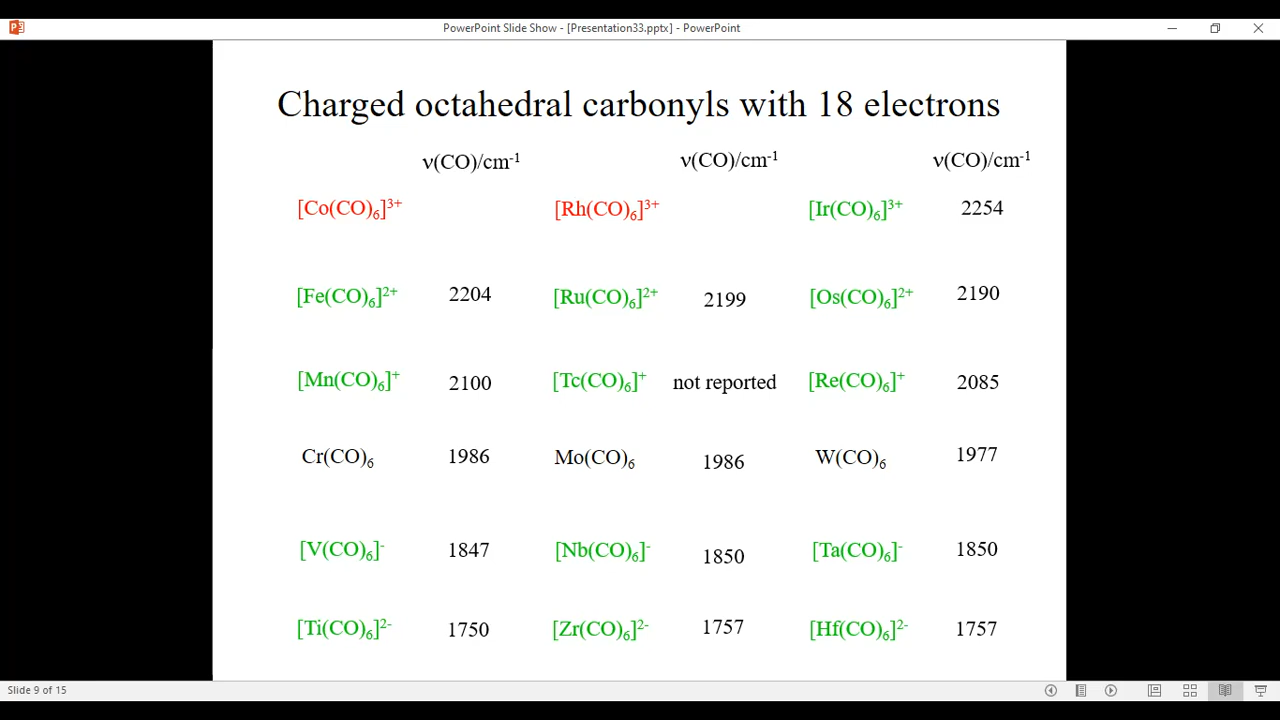 PowerPoint Slide Show - [Presentation33.pptx] - PowerPoint
Charged octahedral carbonyls with 18 electrons
ν(CO)/cm⁻¹ ν(CO)/cm⁻¹ ν(CO)/cm⁻¹
[Co(CO)₆]³⁺ [Rh(CO)₆]³⁺ [Ir(CO)₆]³⁺ 2254
[Fe(CO)₆]²⁺ 2204 [Ru(CO)₆]²⁺ 2199 [Os(CO)₆]²⁺ 2190
[Mn(CO)₆]⁺ 2100 [Tc(CO)₆]⁺ not reported [Re(CO)₆]⁺ 2085
Cr(CO)₆ 1986 Mo(CO)₆ 1986 W(CO)₆ 1977
[V(CO)₆]⁻ 1847 [Nb(CO)₆]⁻ 1850 [Ta(CO)₆]⁻ 1850
[Ti(CO)₆]²⁻ 1750 [Zr(CO)₆]²⁻ 1757 [Hf(CO)₆]²⁻ 1757
Slide 9 of 15